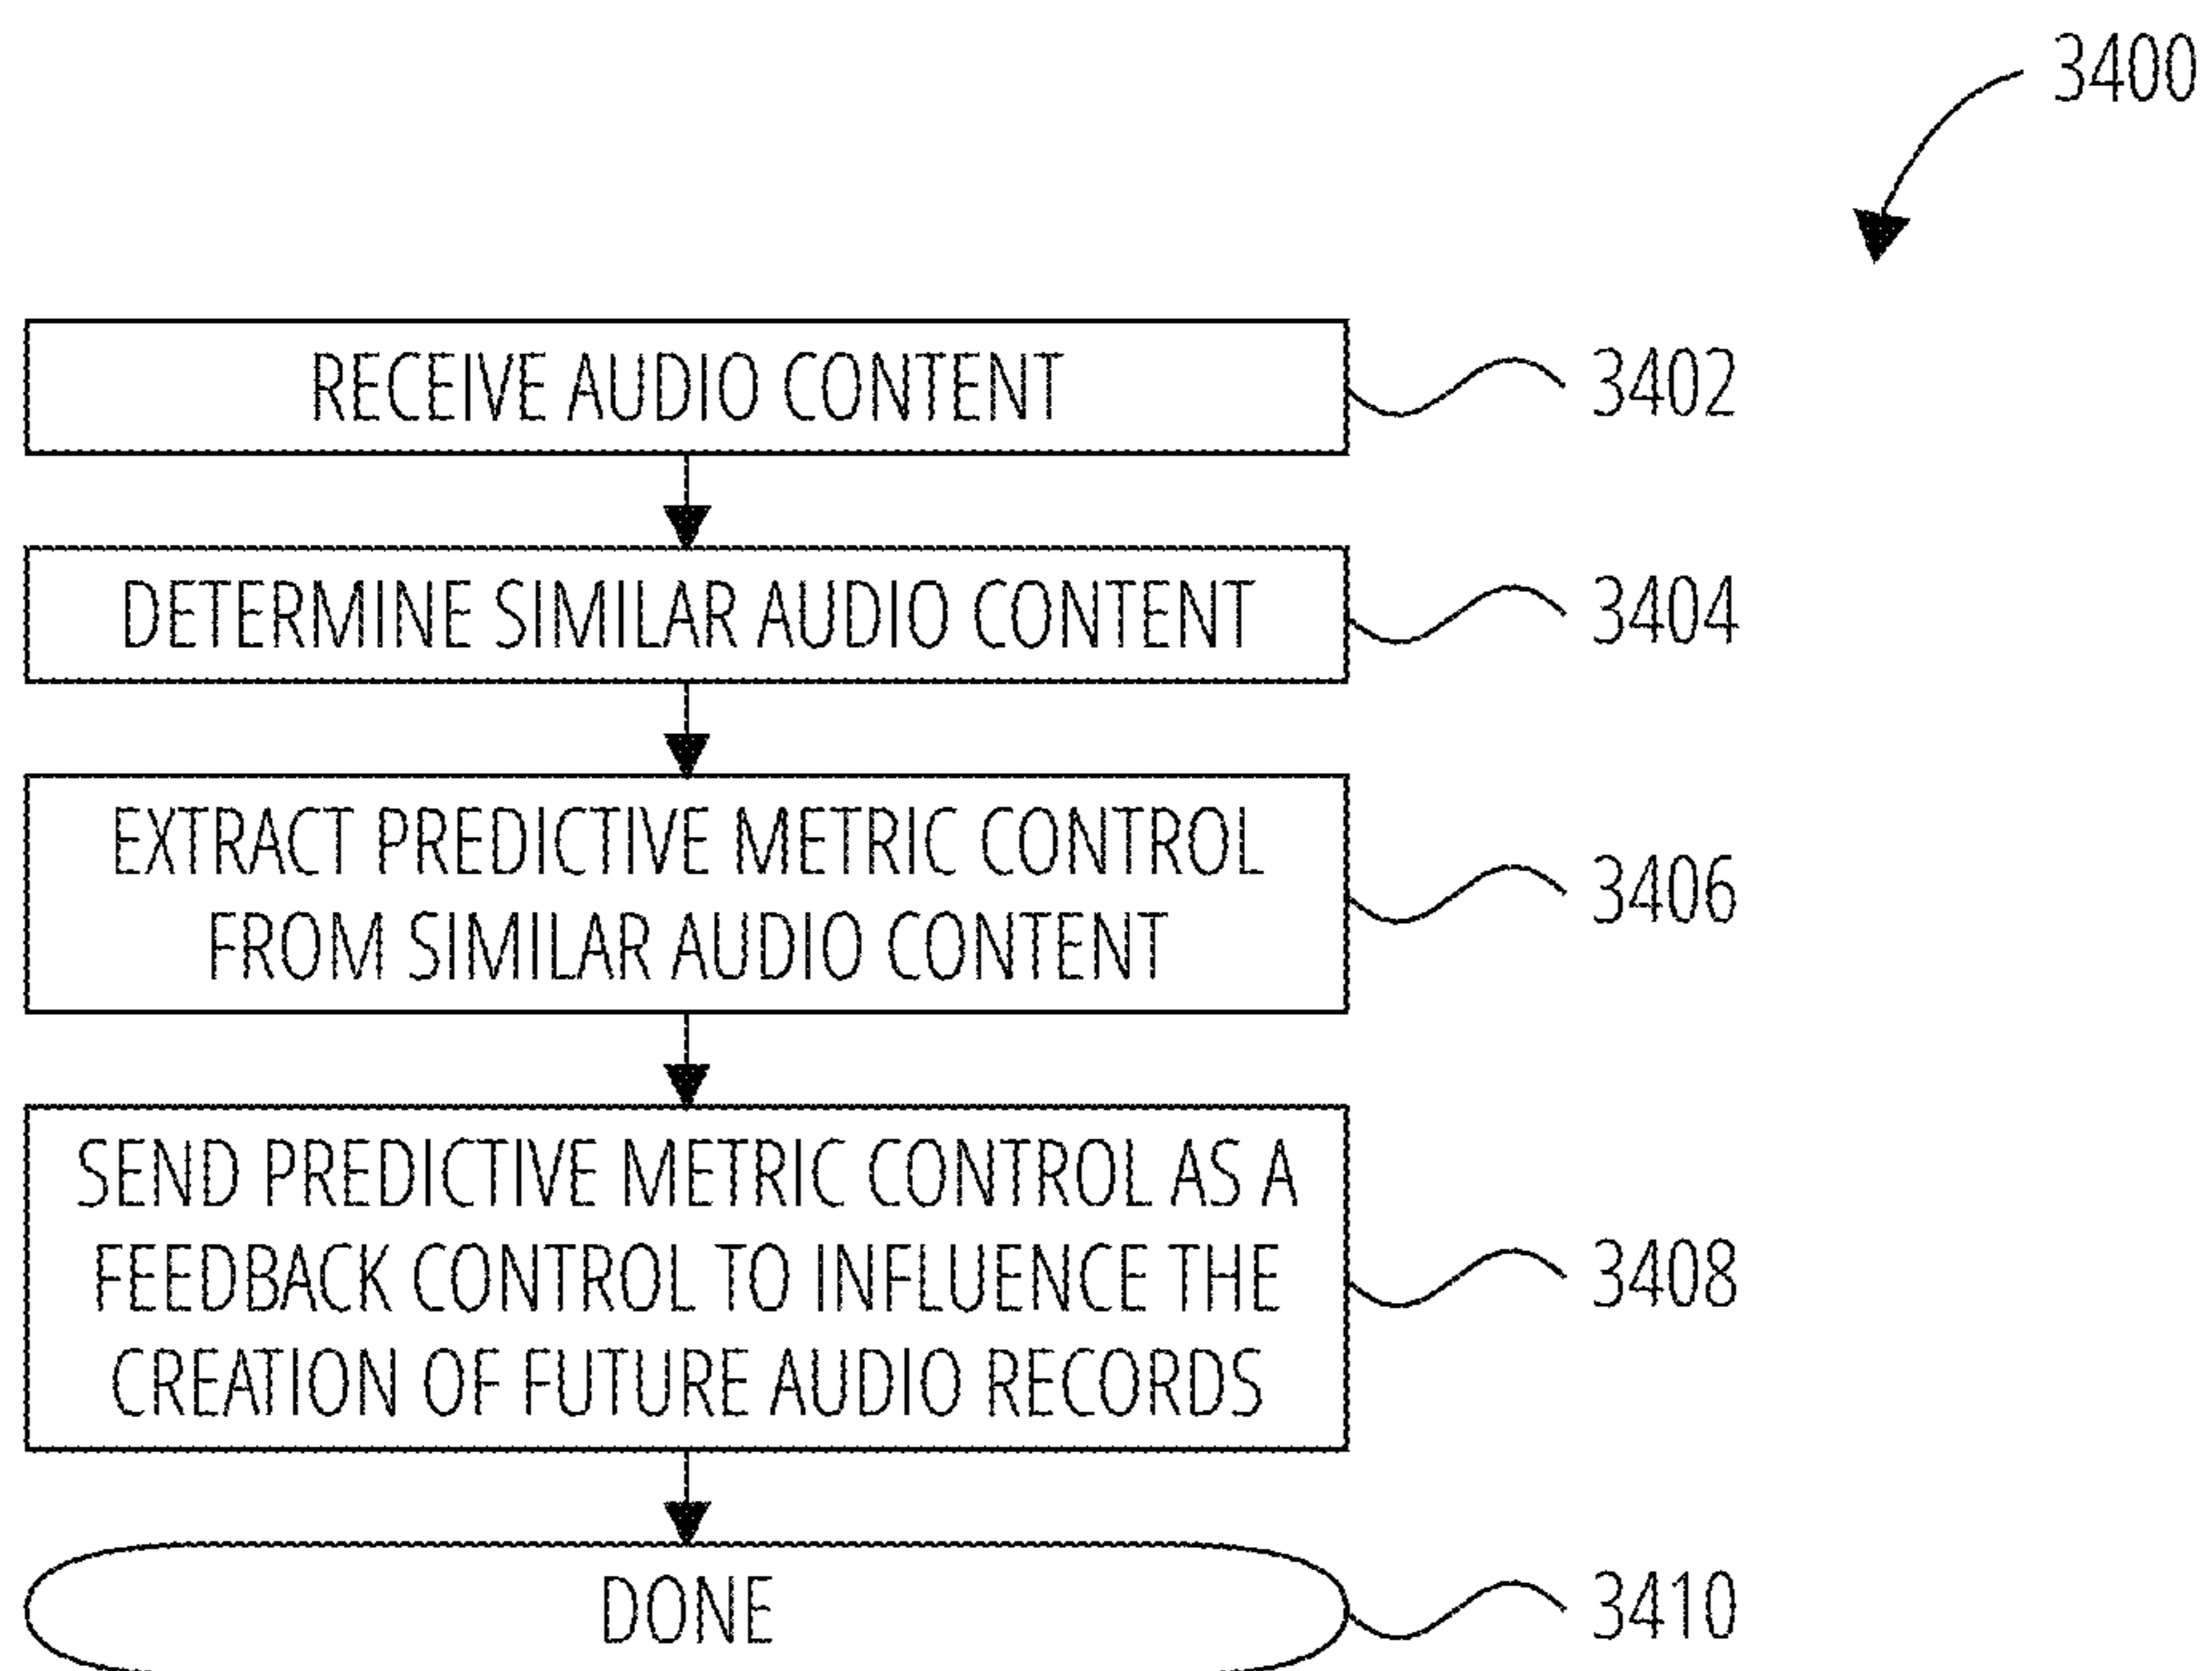 3400
RECEIVE AUDIO CONTENT
3402
DETERMINE SIMILAR AUDIO CONTENT
3404
EXTRACT PREDICTIVE METRIC CONTROL
FROM SIMILAR AUDIO CONTENT
3406
SEND PREDICTIVE METRIC CONTROL AS A
FEEDBACK CONTROL TO INFLUENCE THE
CREATION OF FUTURE AUDIO RECORDS
3408
DONE
3410